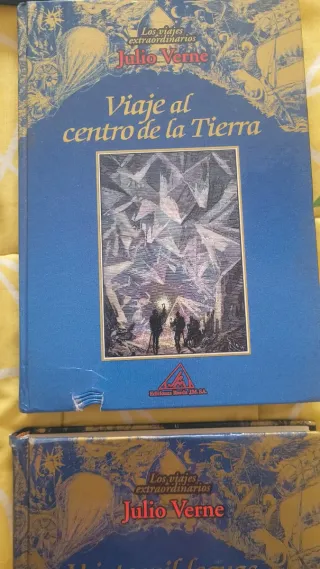 Los viajes
extraordinarios
Julio Verne
Viaje al
centro de la Tierra
Los viajes
extraordinarios
Julio Verne